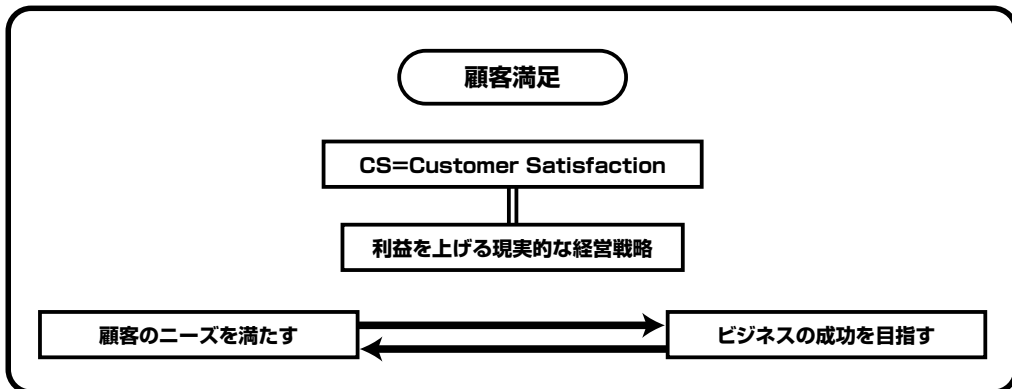 顧客満足
CS=Customer Satisfaction
利益を上げる現実的な経営戦略
顧客のニーズを満たす
ビジネスの成功を目指す